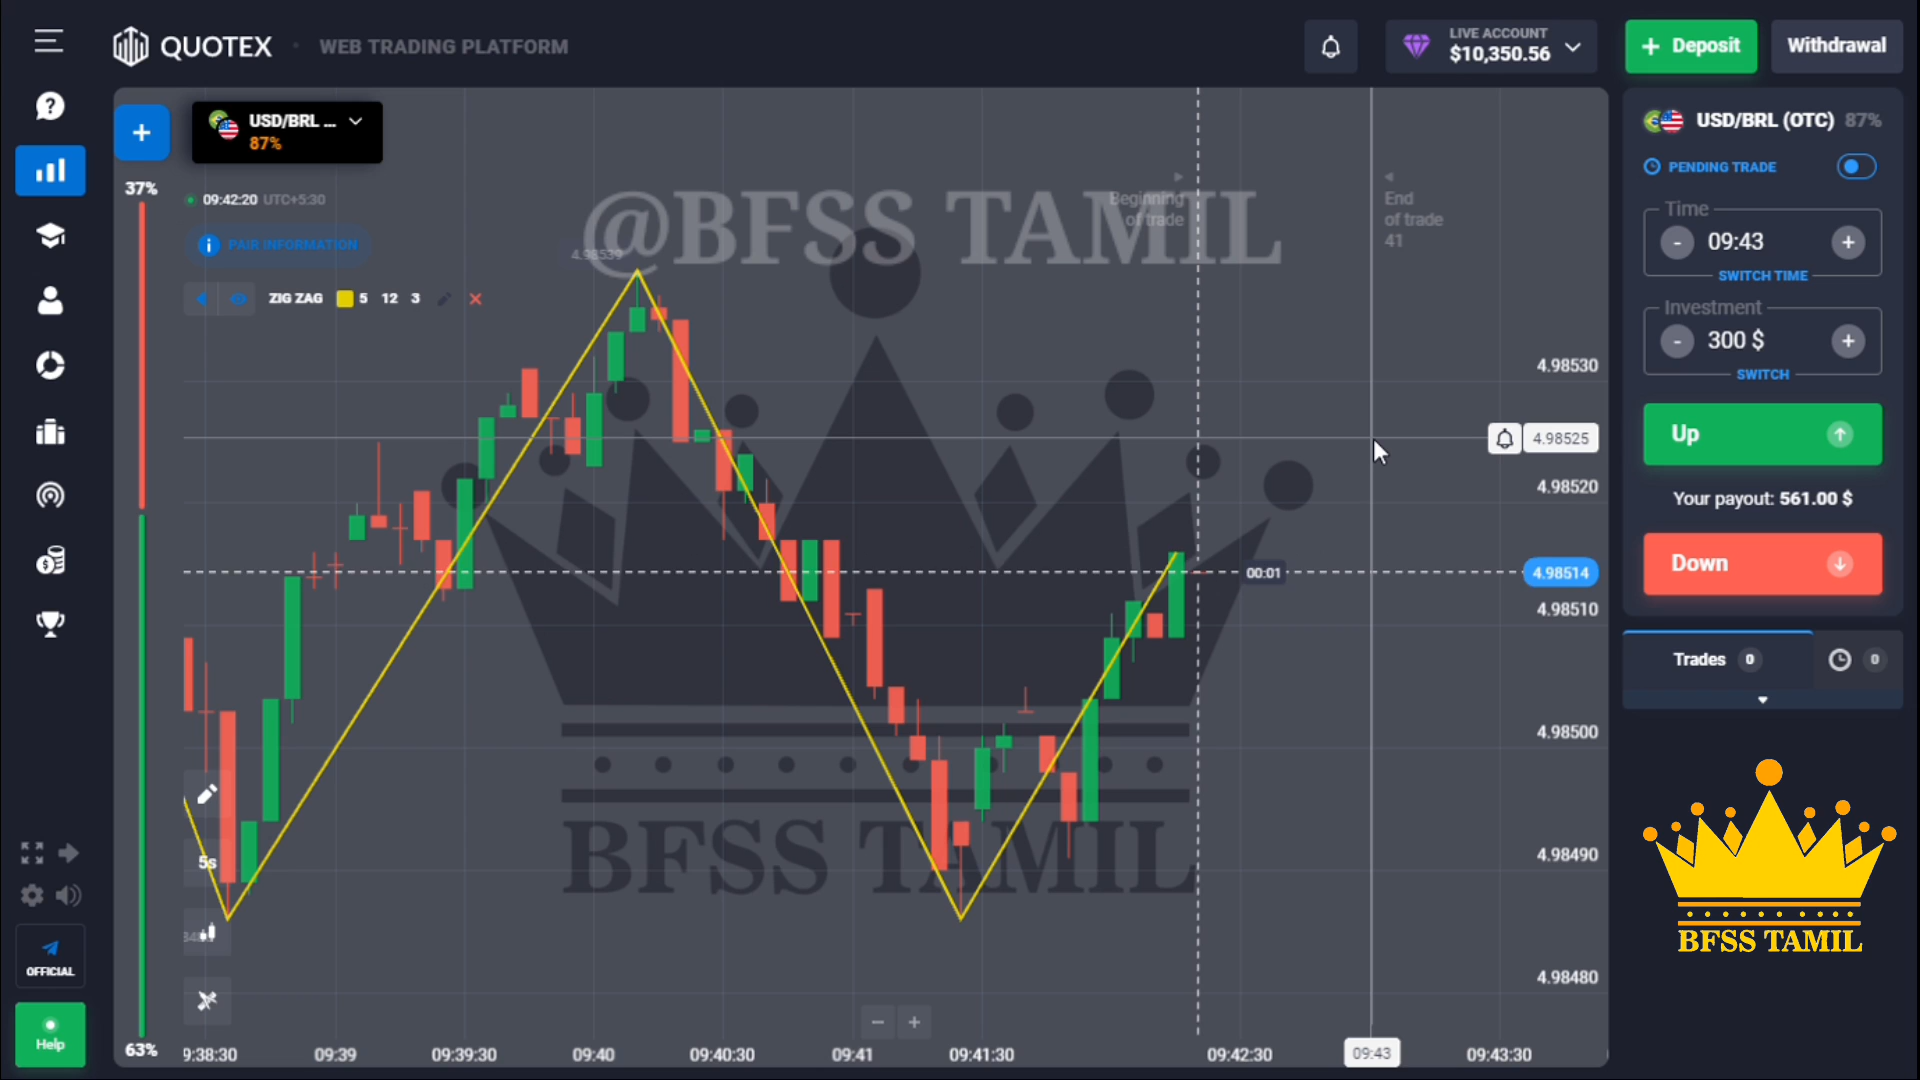 QUOTEX
WEB TRADING PLATFORM
LIVE ACCOUNT
$10,350.56
+ Deposit
Withdrawal
USD/BRL ...
87%
37%
09:42:20 UTC+5:30
PAIR INFORMATION
ZIG ZAG 5 12 3
4.98539
@BFSS TAMIL
Beginning
of trade
End
of trade
41
4.98530
4.98525
4.98520
00:01
4.98514
4.98510
4.98500
4.98490
4.98480
5s
BFSS TAMIL
63%
9:38:30
09:39
09:39:30
09:40
09:40:30
09:41
09:41:30
09:42:30
09:43
09:43:30
OFFICIAL
Help
USD/BRL (OTC) 87%
PENDING TRADE
Time
- 09:43 +
SWITCH TIME
Investment
- 300 $ +
SWITCH
Up
Your payout: 561.00 $
Down
Trades 0
0
BFSS TAMIL